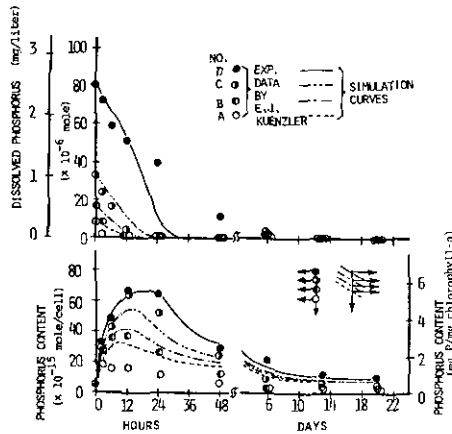 DISSOLVED PHOSPHORUS (mg/liter)
3
2
1
0
(x 10⁻⁶ mole)
100
80
60
40
20
0
NO.
D EXP.
C DATA
B BY
A E.J.
KUENZLER
SIMULATION
CURVES
PHOSPHORUS CONTENT
(x 10⁻¹⁵ mole/cell)
80
60
40
20
0
6
4
2
0
PHOSPHORUS CONTENT
0 12 24 36 48 6 10 14 18 22
HOURS DAYS